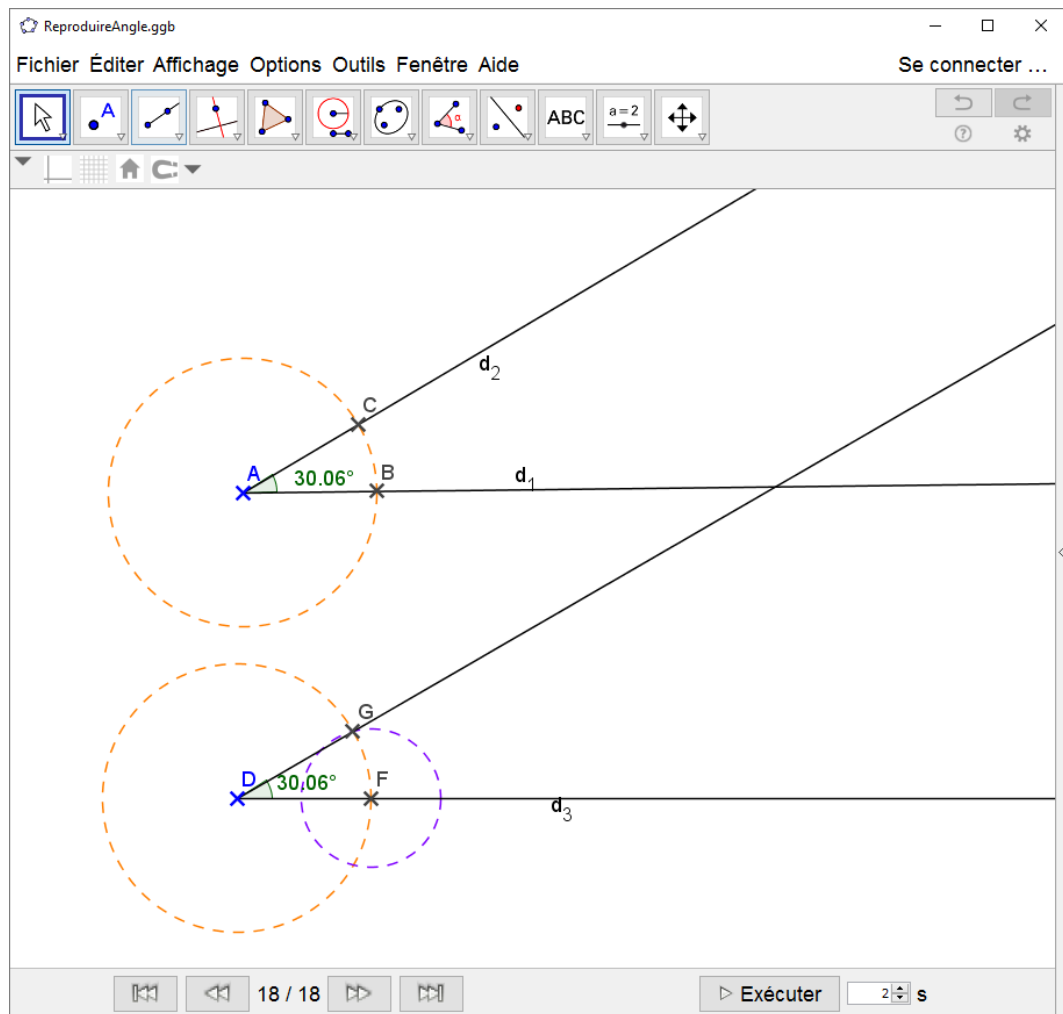 ReproduireAngle.ggb
Fichier Éditer Affichage Options Outils Fenêtre Aide Se connecter ...
A α ABC a = 2
d2
C
A 30.06° B d1
G
D 30.06° F
d3
18 / 18 Exécuter 2 s